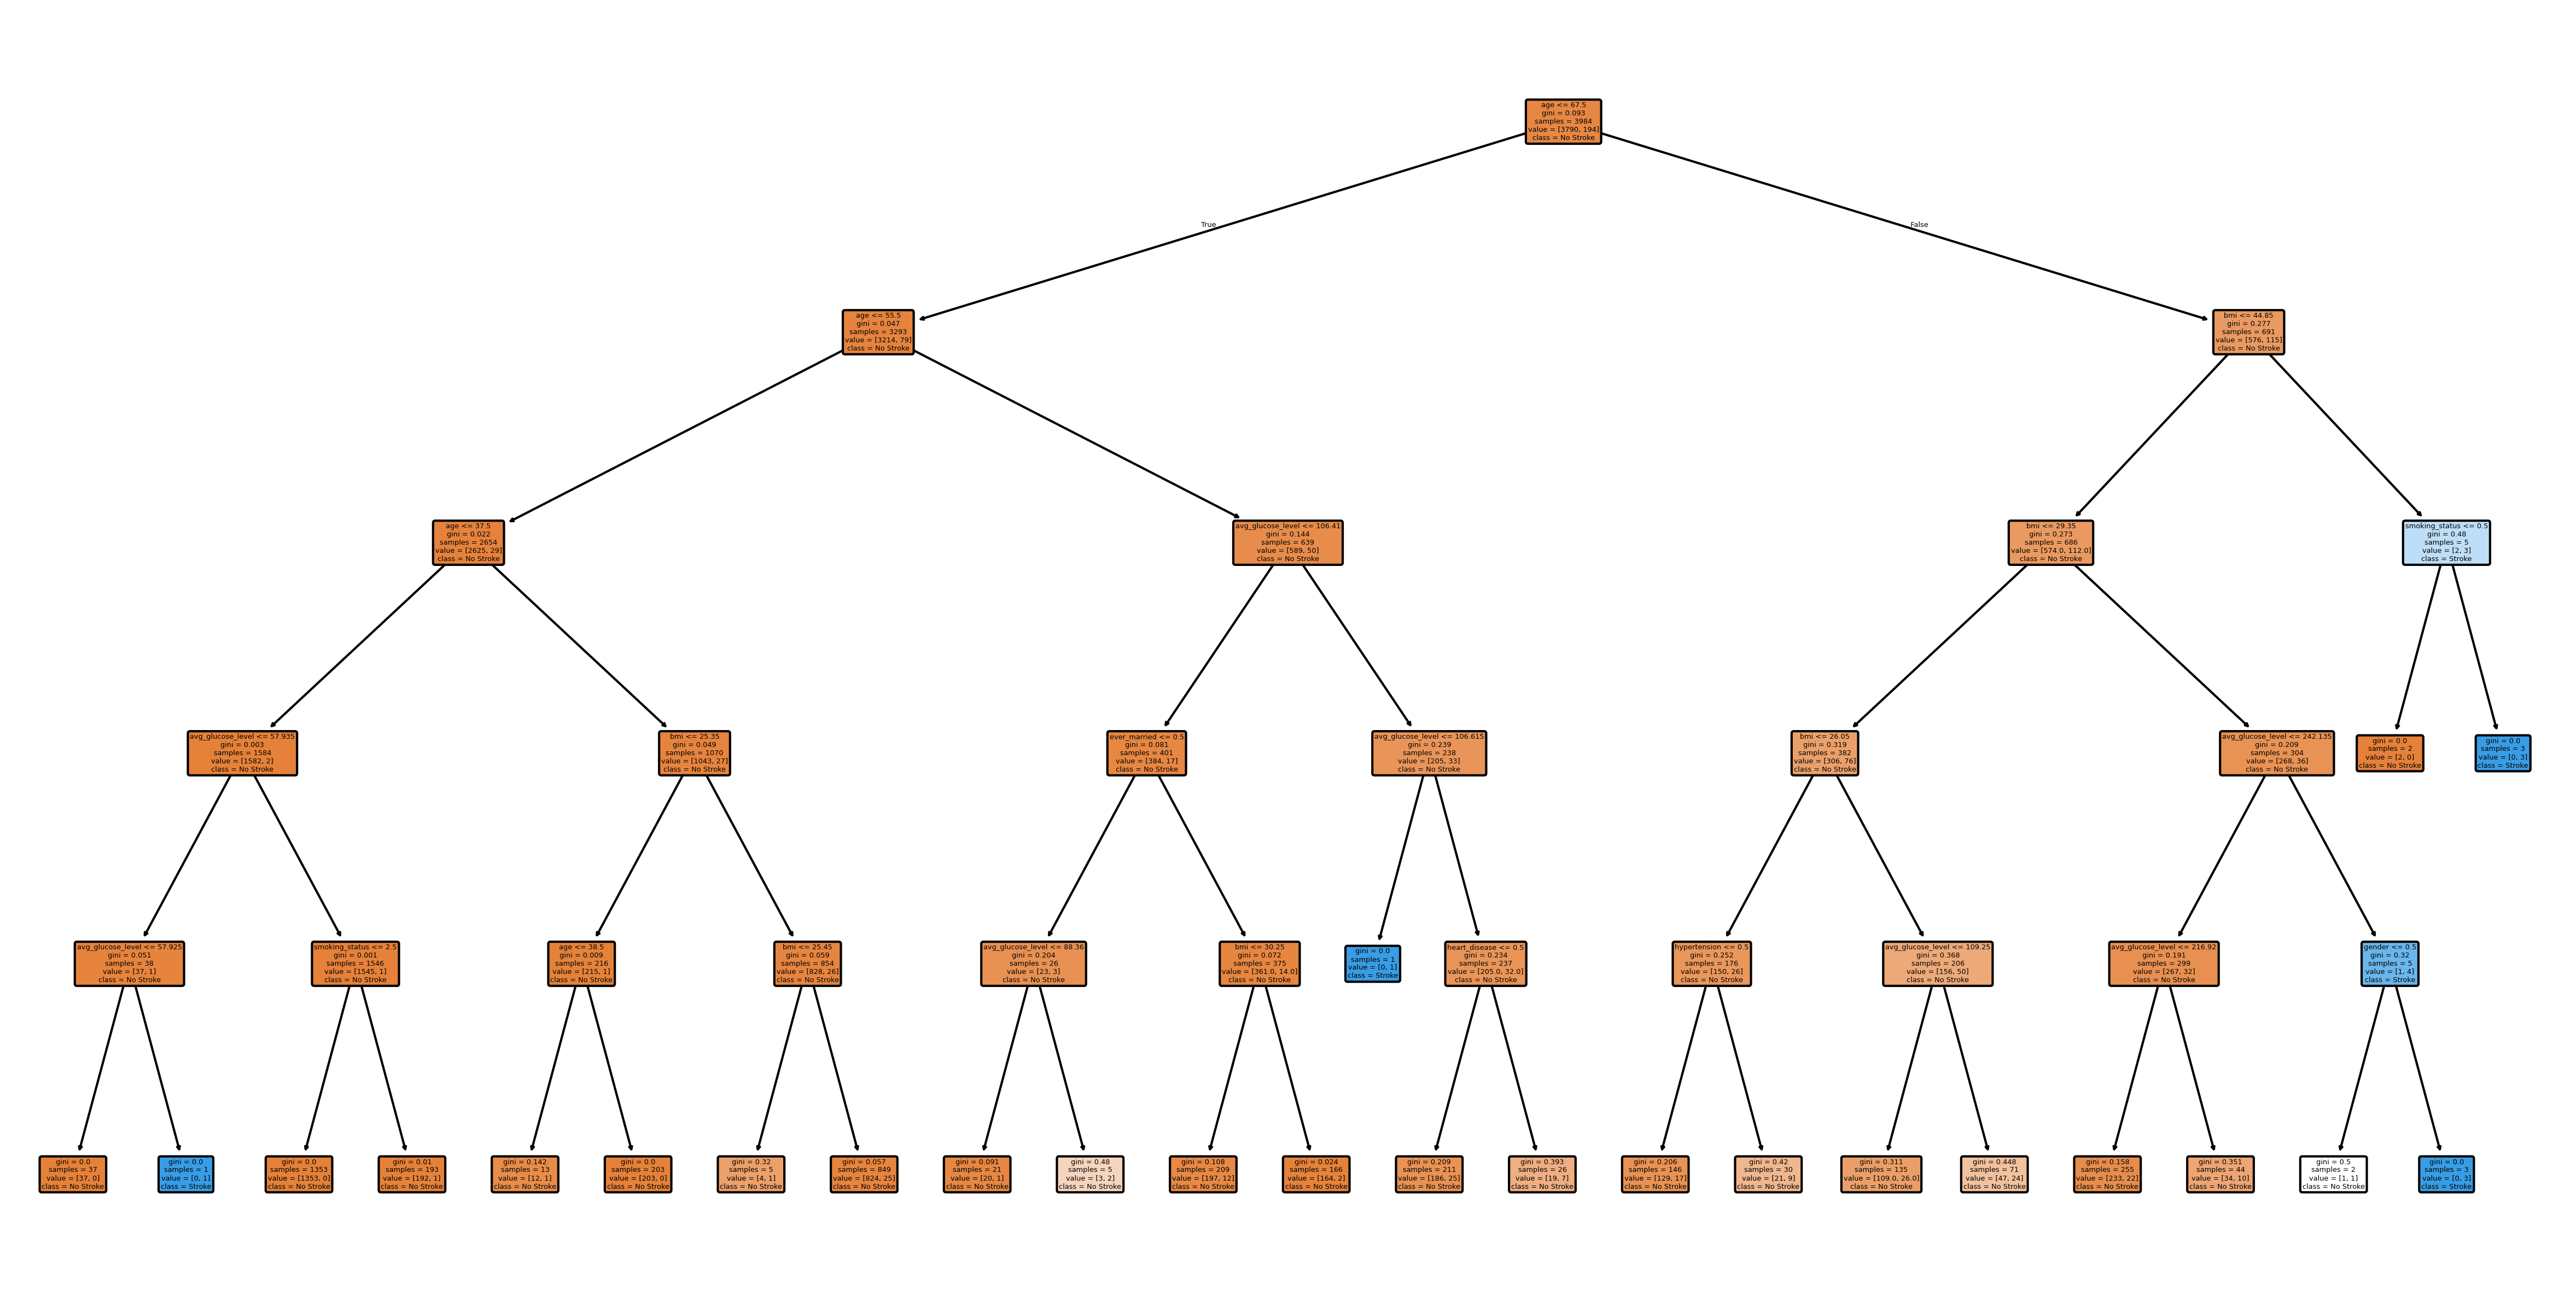 age <= 67.5
gini = 0.093
samples = 3984
value = [3790, 194]
class = No Stroke
True
False
age <= 55.5
gini = 0.047
samples = 3293
value = [3214, 79]
class = No Stroke
bmi <= 44.85
gini = 0.277
samples = 691
value = [576, 115]
class = No Stroke
age <= 37.5
gini = 0.022
samples = 2654
value = [2625, 29]
class = No Stroke
avg_glucose_level <= 106.41
gini = 0.144
samples = 639
value = [589, 50]
class = No Stroke
bmi <= 29.35
gini = 0.273
samples = 686
value = [574.0, 112.0]
class = No Stroke
smoking_status <= 0.5
gini = 0.48
samples = 5
value = [2, 3]
class = Stroke
avg_glucose_level <= 57.935
gini = 0.003
samples = 1584
value = [1582, 2]
class = No Stroke
bmi <= 25.35
gini = 0.049
samples = 1070
value = [1043, 27]
class = No Stroke
ever_married <= 0.5
gini = 0.081
samples = 401
value = [384, 17]
class = No Stroke
avg_glucose_level <= 106.615
gini = 0.239
samples = 238
value = [205, 33]
class = No Stroke
bmi <= 26.05
gini = 0.319
samples = 382
value = [306, 76]
class = No Stroke
avg_glucose_level <= 242.135
gini = 0.209
samples = 304
value = [268, 36]
class = No Stroke
gini = 0.0
samples = 2
value = [2, 0]
class = No Stroke
gini = 0.0
samples = 3
value = [0, 3]
class = Stroke
avg_glucose_level <= 57.925
gini = 0.051
samples = 38
value = [37, 1]
class = No Stroke
smoking_status <= 2.5
gini = 0.001
samples = 1546
value = [1545, 1]
class = No Stroke
age <= 38.5
gini = 0.009
samples = 216
value = [215, 1]
class = No Stroke
bmi <= 25.45
gini = 0.059
samples = 854
value = [828, 26]
class = No Stroke
avg_glucose_level <= 88.36
gini = 0.204
samples = 26
value = [23, 3]
class = No Stroke
bmi <= 30.25
gini = 0.072
samples = 375
value = [361.0, 14.0]
class = No Stroke
gini = 0.0
samples = 1
value = [0, 1]
class = Stroke
heart_disease <= 0.5
gini = 0.234
samples = 237
value = [205.0, 32.0]
class = No Stroke
hypertension <= 0.5
gini = 0.252
samples = 176
value = [150, 26]
class = No Stroke
avg_glucose_level <= 109.25
gini = 0.368
samples = 206
value = [156, 50]
class = No Stroke
avg_glucose_level <= 216.92
gini = 0.191
samples = 299
value = [267, 32]
class = No Stroke
gender <= 0.5
gini = 0.32
samples = 5
value = [1, 4]
class = Stroke
gini = 0.0
samples = 37
value = [37, 0]
class = No Stroke
gini = 0.0
samples = 1
value = [0, 1]
class = Stroke
gini = 0.0
samples = 1353
value = [1353, 0]
class = No Stroke
gini = 0.01
samples = 193
value = [192, 1]
class = No Stroke
gini = 0.142
samples = 13
value = [12, 1]
class = No Stroke
gini = 0.0
samples = 203
value = [203, 0]
class = No Stroke
gini = 0.32
samples = 5
value = [4, 1]
class = No Stroke
gini = 0.057
samples = 849
value = [824, 25]
class = No Stroke
gini = 0.091
samples = 21
value = [20, 1]
class = No Stroke
gini = 0.48
samples = 5
value = [3, 2]
class = No Stroke
gini = 0.108
samples = 209
value = [197, 12]
class = No Stroke
gini = 0.024
samples = 166
value = [164, 2]
class = No Stroke
gini = 0.209
samples = 211
value = [186, 25]
class = No Stroke
gini = 0.393
samples = 26
value = [19, 7]
class = No Stroke
gini = 0.206
samples = 146
value = [129, 17]
class = No Stroke
gini = 0.42
samples = 30
value = [21, 9]
class = No Stroke
gini = 0.311
samples = 135
value = [109.0, 26.0]
class = No Stroke
gini = 0.448
samples = 71
value = [47, 24]
class = No Stroke
gini = 0.158
samples = 255
value = [233, 22]
class = No Stroke
gini = 0.351
samples = 44
value = [34, 10]
class = No Stroke
gini = 0.5
samples = 2
value = [1, 1]
class = No Stroke
gini = 0.0
samples = 3
value = [0, 3]
class = Stroke